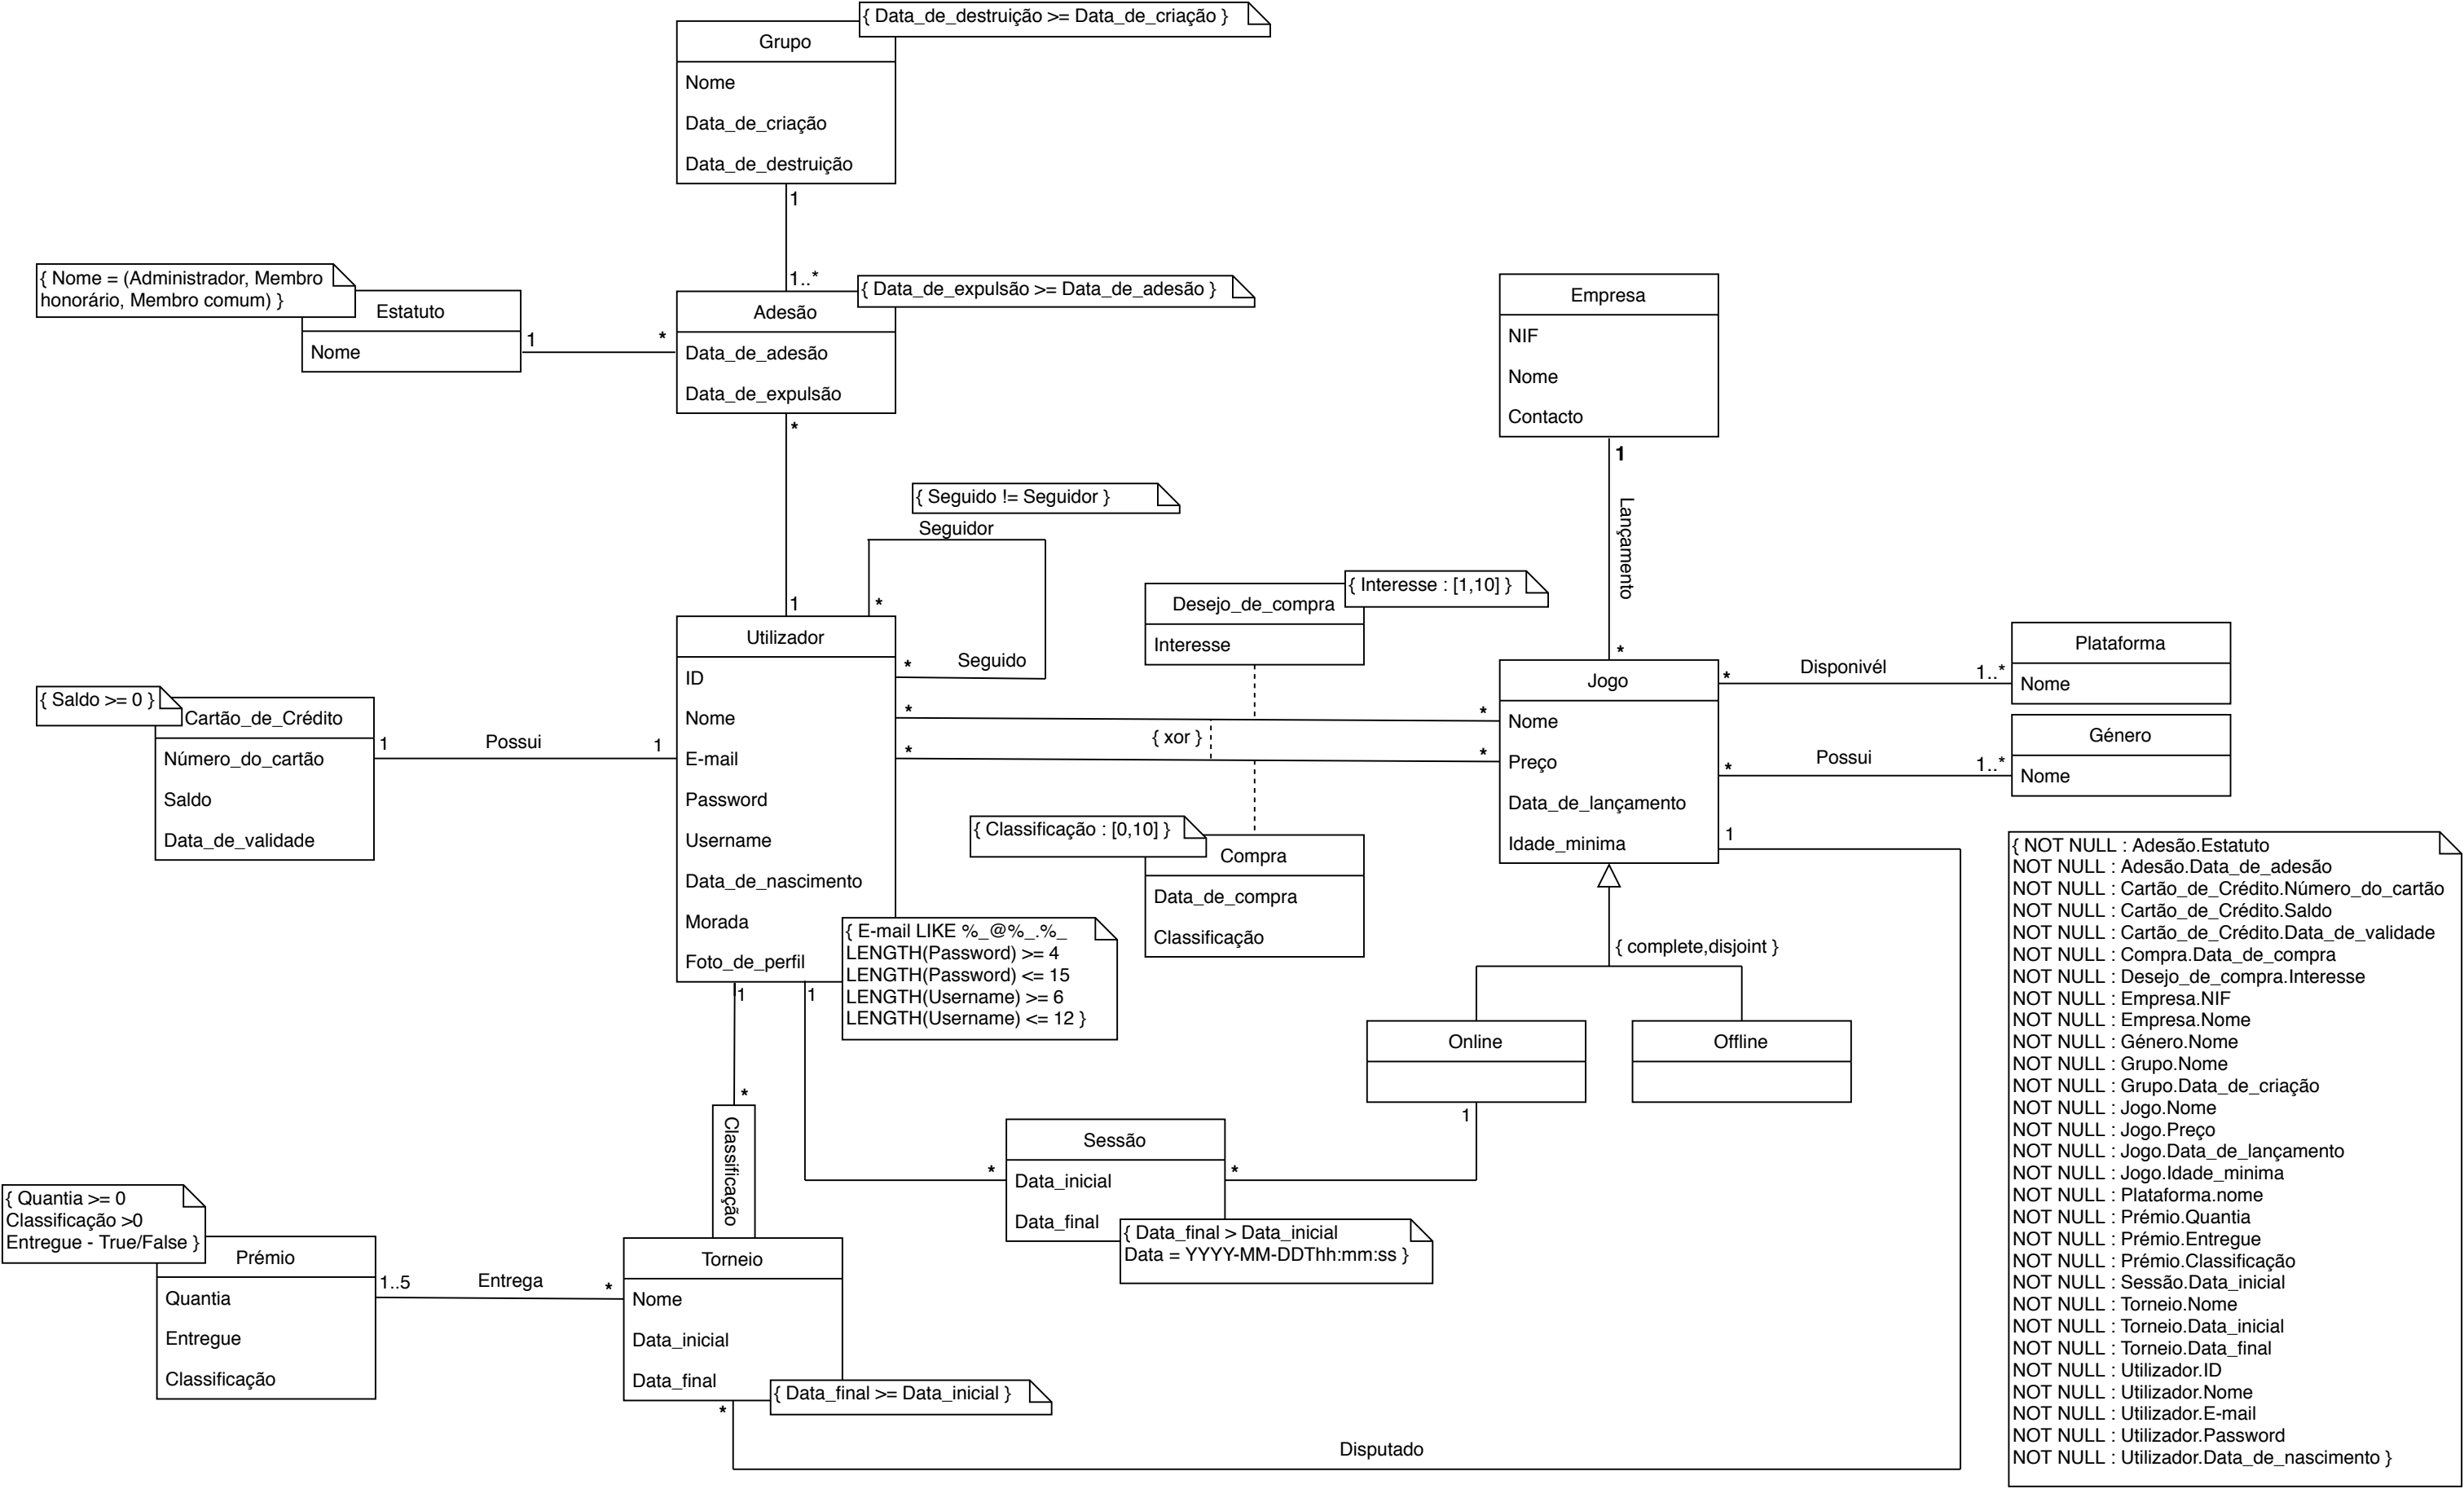 { Data_de_destruição >= Data_de_criação }
Grupo
Nome
Data_de_criação
Data_de_destruição
1
1..*
{ Nome = (Administrador, Membro
honorário, Membro comum) }
Estatuto
Nome
1
*
{ Data_de_expulsão >= Data_de_adesão }
Adesão
Data_de_adesão
Data_de_expulsão
*
1
Empresa
NIF
Nome
Contacto
1
Lançamento
*
{ Seguido != Seguidor }
Seguidor
*
Seguido
*
Utilizador
ID
Nome
E-mail
Password
Username
Data_de_nascimento
Morada
Foto_de_perfil
{ E-mail LIKE %_@%_.%_
LENGTH(Password) >= 4
LENGTH(Password) <= 15
LENGTH(Username) >= 6
LENGTH(Username) <= 12 }
{ Saldo >= 0 }
Cartão_de_Crédito
Número_do_cartão
Saldo
Data_de_validade
1
Possui
1
{ Interesse : [1,10] }
Desejo_de_compra
Interesse
*
*
{ xor }
*
*
{ Classificação : [0,10] }
Compra
Data_de_compra
Classificação
Jogo
Nome
Preço
Data_de_lançamento
Idade_minima
*
Disponivél
1..*
Plataforma
Nome
*
Possui
1..*
Género
Nome
1
{ complete,disjoint }
Online
Offline
1
1
1
*
Classificação
*
Sessão
Data_inicial
Data_final
*
{ Data_final > Data_inicial
Data = YYYY-MM-DDThh:mm:ss }
{ Quantia >= 0
Classificação >0
Entregue - True/False }
Prémio
Quantia
Entregue
Classificação
1..5
Entrega
*
Torneio
Nome
Data_inicial
Data_final
{ Data_final >= Data_inicial }
*
Disputado
{ NOT NULL : Adesão.Estatuto
NOT NULL : Adesão.Data_de_adesão
NOT NULL : Cartão_de_Crédito.Número_do_cartão
NOT NULL : Cartão_de_Crédito.Saldo
NOT NULL : Cartão_de_Crédito.Data_de_validade
NOT NULL : Compra.Data_de_compra
NOT NULL : Desejo_de_compra.Interesse
NOT NULL : Empresa.NIF
NOT NULL : Empresa.Nome
NOT NULL : Género.Nome
NOT NULL : Grupo.Nome
NOT NULL : Grupo.Data_de_criação
NOT NULL : Jogo.Nome
NOT NULL : Jogo.Preço
NOT NULL : Jogo.Data_de_lançamento
NOT NULL : Jogo.Idade_minima
NOT NULL : Plataforma.nome
NOT NULL : Prémio.Quantia
NOT NULL : Prémio.Entregue
NOT NULL : Prémio.Classificação
NOT NULL : Sessão.Data_inicial
NOT NULL : Torneio.Nome
NOT NULL : Torneio.Data_inicial
NOT NULL : Torneio.Data_final
NOT NULL : Utilizador.ID
NOT NULL : Utilizador.Nome
NOT NULL : Utilizador.E-mail
NOT NULL : Utilizador.Password
NOT NULL : Utilizador.Data_de_nascimento }